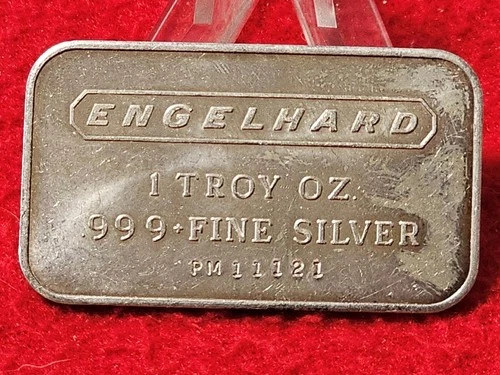 ENGELHARD
1 TROY OZ.
.999+FINE SILVER
PM11121